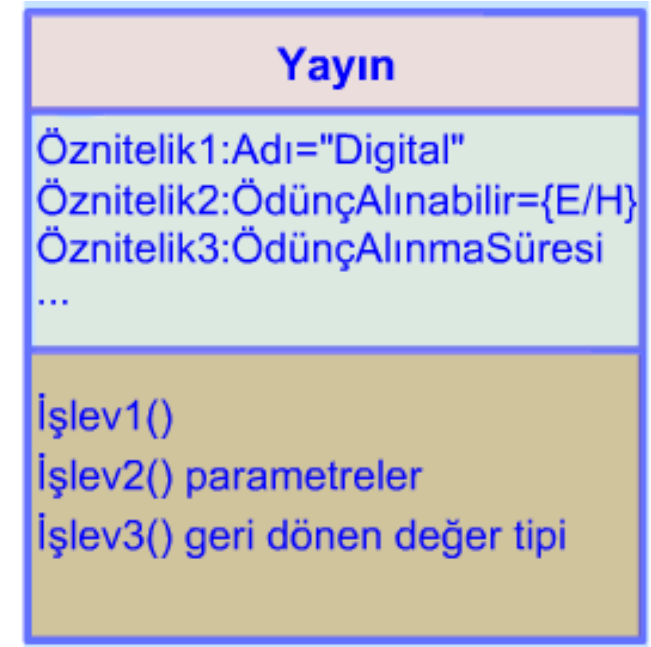 Yayın
Öznitelik1:Adı="Digital"
Öznitelik2:ÖdünçAlınabilir={E/H}
Öznitelik3:ÖdünçAlınmaSüresi
...
İşlev1()
İşlev2() parametreler
İşlev3() geri dönen değer tipi